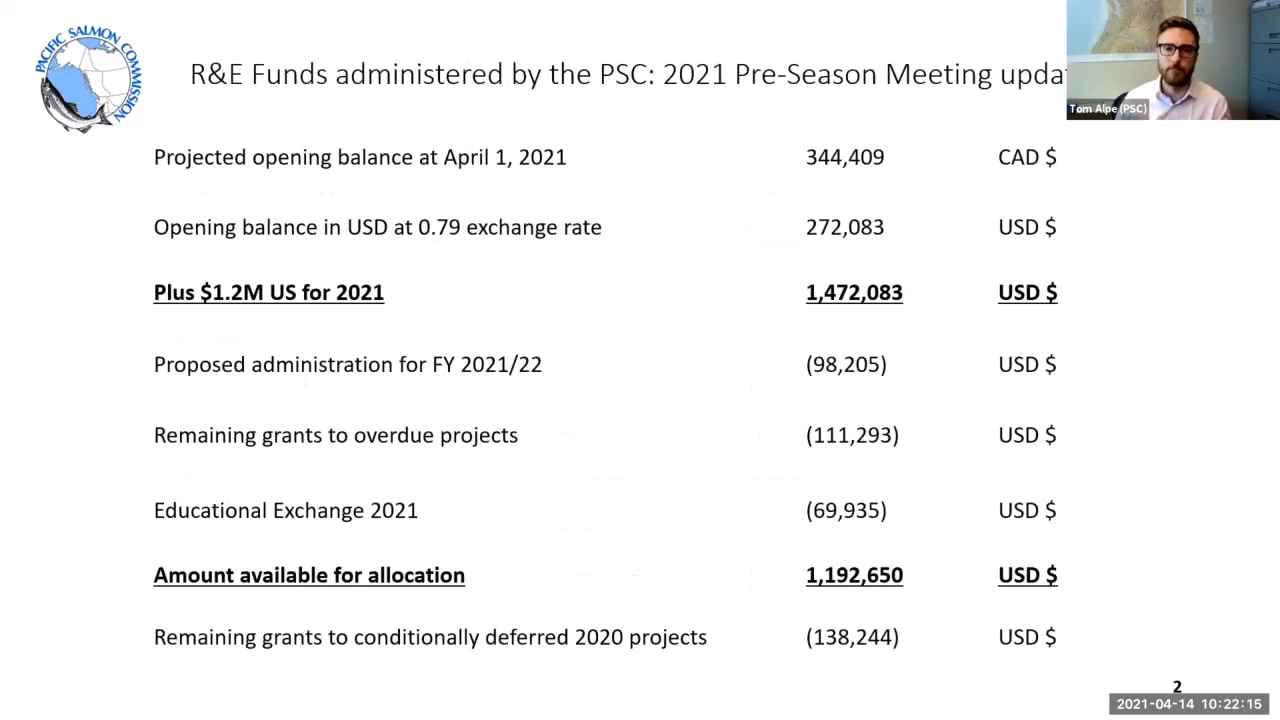 PACIFIC SALMON COMMISSION
R&E Funds administered by the PSC: 2021 Pre-Season Meeting
Tom Alpe (PSC)
Projected opening balance at April 1, 2021 344,409 CAD $
Opening balance in USD at 0.79 exchange rate 272,083 USD $
Plus $1.2M US for 2021 1,472,083 USD $
Proposed administration for FY 2021/22 (98,205) USD $
Remaining grants to overdue projects (111,293) USD $
Educational Exchange 2021 (69,935) USD $
Amount available for allocation 1,192,650 USD $
Remaining grants to conditionally deferred 2020 projects (138,244) USD $
2
2021-04-14 10:22:15